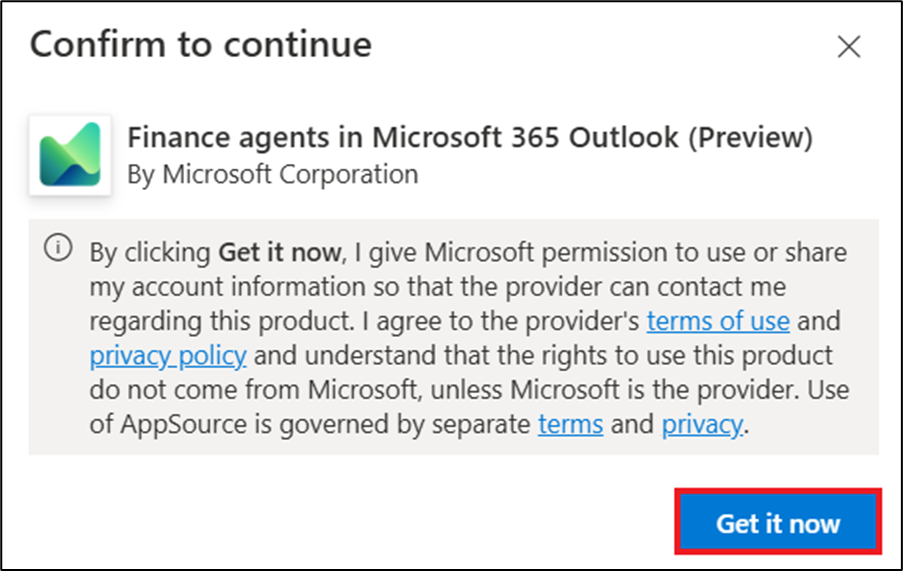 Confirm to continue
Finance agents in Microsoft 365 Outlook (Preview)
By Microsoft Corporation
By clicking Get it now, I give Microsoft permission to use or share
my account information so that the provider can contact me
regarding this product. I agree to the provider's terms of use and
privacy policy and understand that the rights to use this product
do not come from Microsoft, unless Microsoft is the provider. Use
of AppSource is governed by separate terms and privacy.
Get it now